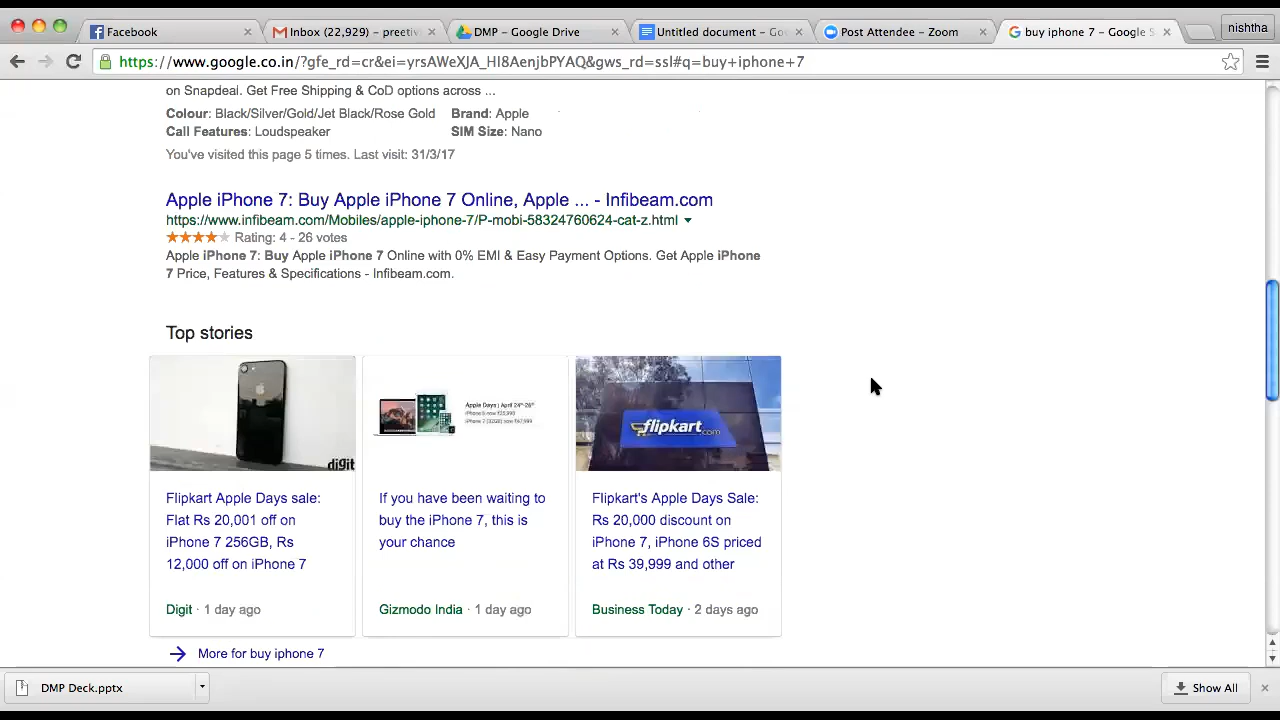 Facebook
Inbox (22,929) - preetiv
DMP - Google Drive
Untitled document - Go
Post Attendee - Zoom
buy iphone 7 - Google S
nishtha
https://www.google.co.in/?gfe_rd=cr&ei=yrsAWeXJA_HI8AenjbPYAQ&gws_rd=ssl#q=buy+iphone+7
on Snapdeal. Get Free Shipping & CoD options across ...
Colour: Black/Silver/Gold/Jet Black/Rose Gold Brand: Apple
Call Features: Loudspeaker SIM Size: Nano
You've visited this page 5 times. Last visit: 31/3/17
Apple iPhone 7: Buy Apple iPhone 7 Online, Apple ... - Infibeam.com
https://www.infibeam.com/Mobiles/apple-iphone-7/P-mobi-58324760624-cat-z.html
Rating: 4 - 26 votes
Apple iPhone 7: Buy Apple iPhone 7 Online with 0% EMI & Easy Payment Options. Get Apple iPhone
7 Price, Features & Specifications - Infibeam.com.
Top stories
digit
Apple Days | April 24th-26th
flipkart.com
Flipkart Apple Days sale:
Flat Rs 20,001 off on
iPhone 7 256GB, Rs
12,000 off on iPhone 7
Digit · 1 day ago
If you have been waiting to
buy the iPhone 7, this is
your chance
Gizmodo India · 1 day ago
Flipkart's Apple Days Sale:
Rs 20,000 discount on
iPhone 7, iPhone 6S priced
at Rs 39,999 and other
Business Today · 2 days ago
More for buy iphone 7
DMP Deck.pptx
Show All